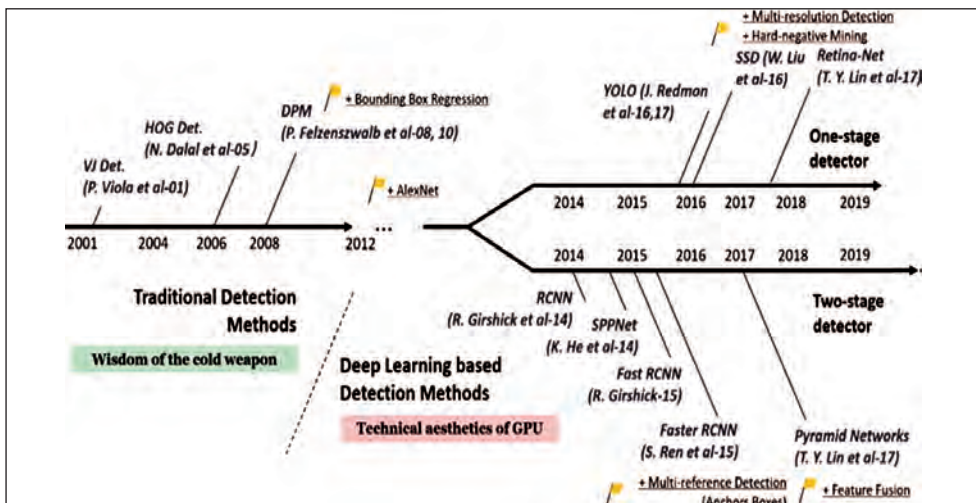 + Multi-resolution Detection
+ Hard-negative Mining
SSD (W. Liu
et al-16)
Retina-Net
(T. Y. Lin et al-17)
YOLO (J. Redmon
et al-16,17)
+ Bounding Box Regression
DPM
(P. Felzenszwalb et al-08, 10)
HOG Det.
(N. Dalal et al-05)
VJ Det.
(P. Viola et al-01)
One-stage
detector
+ AlexNet
2014 2015 2016 2017 2018 2019
2001 2004 2006 2008 2012 ...
2014 2015 2016 2017 2018 2019
Traditional Detection
Methods
Wisdom of the cold weapon
Deep Learning based
Detection Methods
Technical aesthetics of GPU
RCNN
(R. Girshick et al-14)
SPPNet
(K. He et al-14)
Fast RCNN
(R. Girshick-15)
Faster RCNN
(S. Ren et al-15)
Pyramid Networks
(T. Y. Lin et al-17)
Two-stage
detector
+ Multi-reference Detection
(Anchors Boxes)
+ Feature Fusion